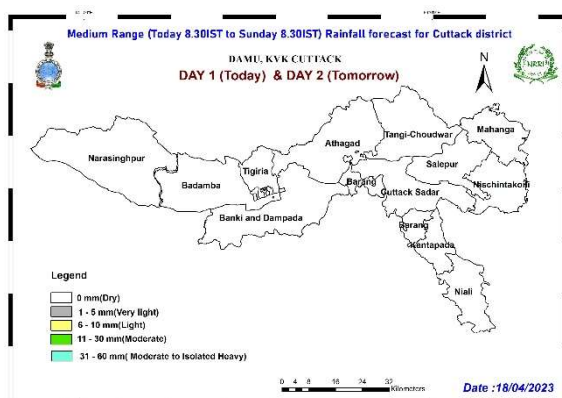 Medium Range (Today 8.30IST to Sunday 8.30IST) Rainfall forecast for Cuttack district
DAMU, KVK CUTTACK
DAY 1 (Today) & DAY 2 (Tomorrow)
N
NRRI
Narasinghpur
Badamba
Tigiria
Athagad
Tangi-Choudwar
Mahanga
Salepur
Nischintakoili
Barang
Cuttack Sadar
Banki and Dampada
Barang
Kantapada
Niali
Legend
0 mm(Dry)
1 - 5 mm(Very light)
6 - 10 mm(Light)
11 - 30 mm(Moderate)
31 - 60 mm( Moderate to Isolated Heavy)
0 4 8 16 24 32
Kilometers
Date :18/04/2023